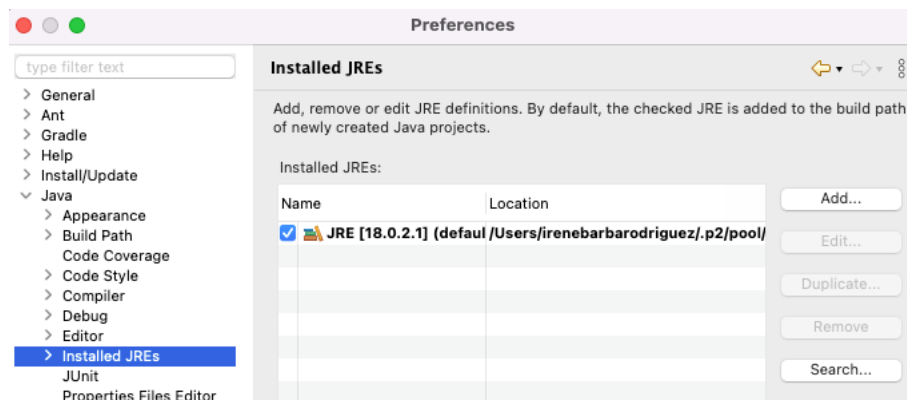 Preferences
type filter text
General
Ant
Gradle
Help
Install/Update
Java
Appearance
Build Path
Code Coverage
Code Style
Compiler
Debug
Editor
Installed JREs
JUnit
Properties Files Editor
Installed JREs
Add, remove or edit JRE definitions. By default, the checked JRE is added to the build path
of newly created Java projects.
Installed JREs:
Name Location
JRE [18.0.2.1] (defaul /Users/irenebarbarodriguez/.p2/pool/
Add...
Edit...
Duplicate...
Remove
Search...